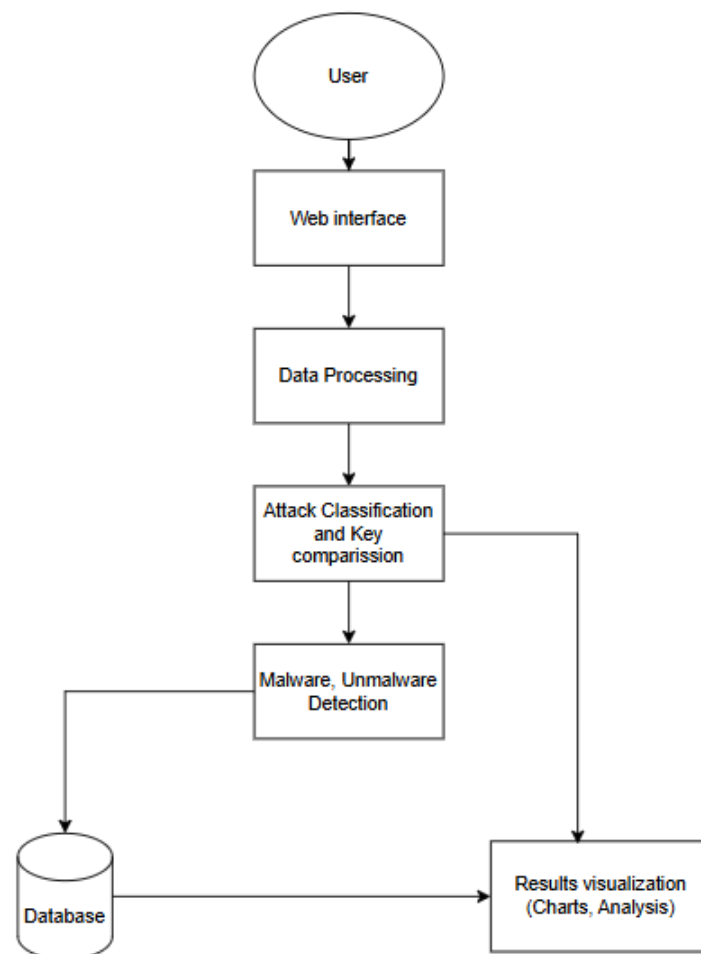 User
Web interface
Data Processing
Attack Classification
and Key
comparission
Malware, Unmalware
Detection
Database
Results visualization
(Charts, Analysis)